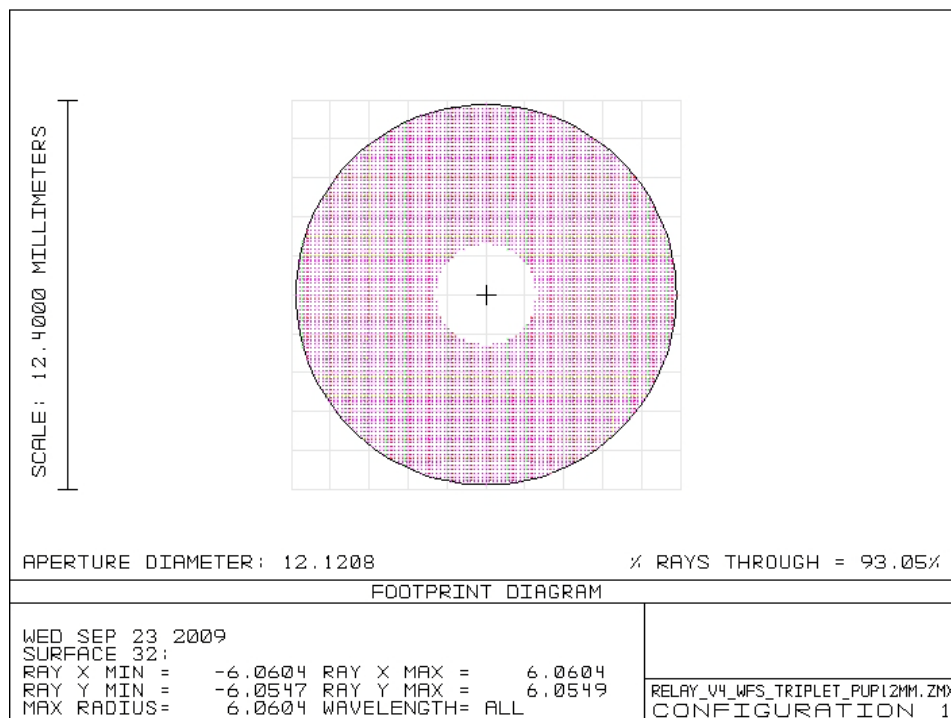 SCALE: 12.4000 MILLIMETERS
APERTURE DIAMETER: 12.1208 % RAYS THROUGH = 93.05%
FOOTPRINT DIAGRAM
WED SEP 23 2009
SURFACE 32:
RAY X MIN = -6.0604 RAY X MAX = 6.0604
RAY Y MIN = -6.0547 RAY Y MAX = 6.0549
MAX RADIUS= 6.0604 WAVELENGTH= ALL
RELAY_V4_WFS_TRIPLET_PUP12MM.ZMX
CONFIGURATION 1